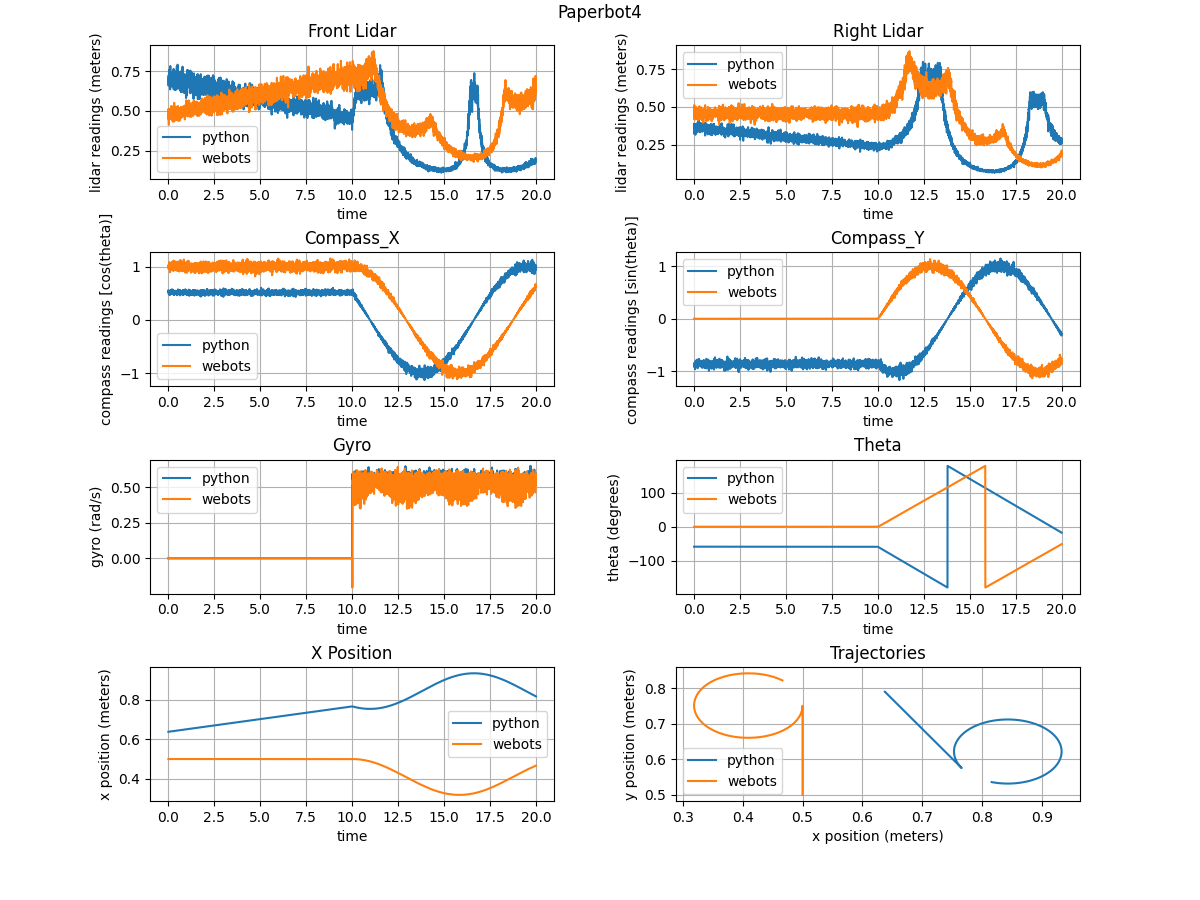 Paperbot4
Front Lidar
lidar readings (meters)
0.75
0.50
0.25
python
webots
0.0 2.5 5.0 7.5 10.0 12.5 15.0 17.5 20.0
time
Right Lidar
lidar readings (meters)
0.75
0.50
0.25
python
webots
0.0 2.5 5.0 7.5 10.0 12.5 15.0 17.5 20.0
time
Compass_X
compass readings [cos(theta)]
1
0
−1
python
webots
0.0 2.5 5.0 7.5 10.0 12.5 15.0 17.5 20.0
time
Compass_Y
compass readings [sin(theta)]
1
0
−1
python
webots
0.0 2.5 5.0 7.5 10.0 12.5 15.0 17.5 20.0
time
Gyro
gyro (rad/s)
0.50
0.25
0.00
python
webots
0.0 2.5 5.0 7.5 10.0 12.5 15.0 17.5 20.0
time
Theta
theta (degrees)
100
0
−100
python
webots
0.0 2.5 5.0 7.5 10.0 12.5 15.0 17.5 20.0
time
X Position
x position (meters)
0.8
0.6
0.4
python
webots
0.0 2.5 5.0 7.5 10.0 12.5 15.0 17.5 20.0
time
Trajectories
y position (meters)
0.8
0.7
0.6
0.5
python
webots
0.3 0.4 0.5 0.6 0.7 0.8 0.9
x position (meters)